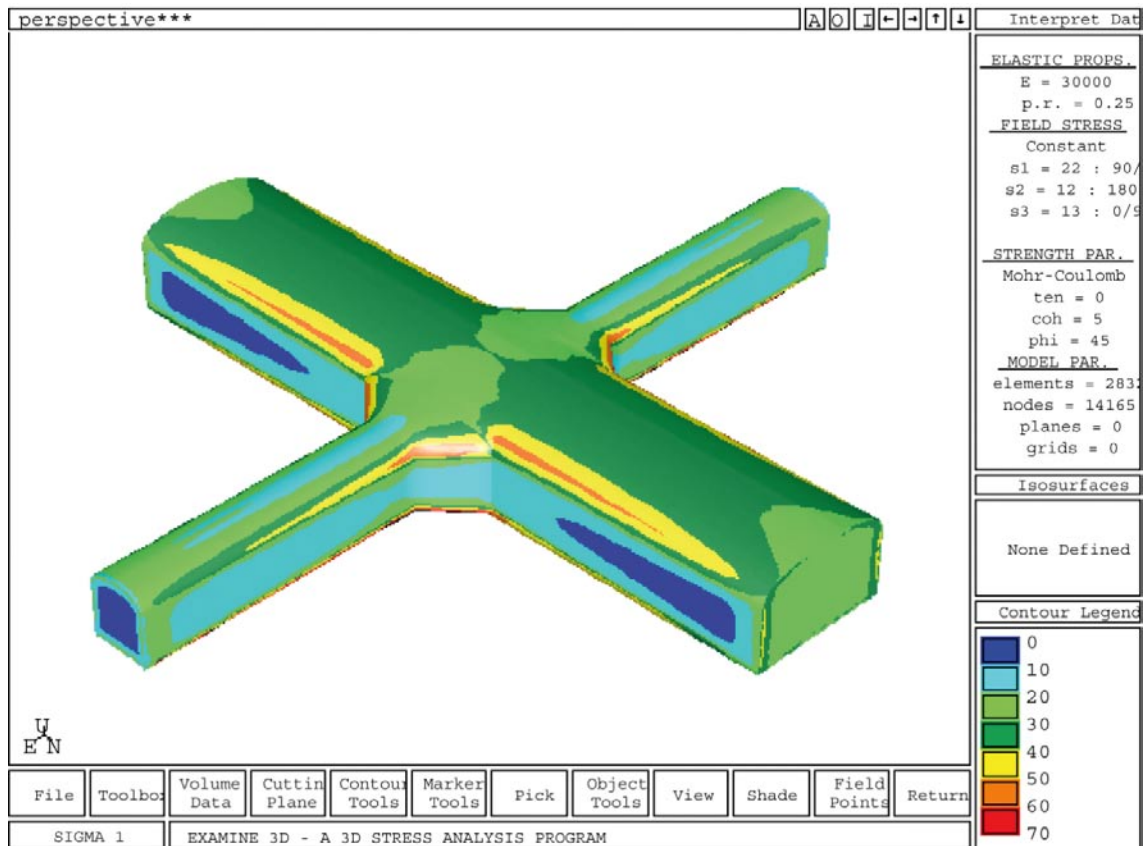 perspective***
A O I ← → ↑ ↓
Interpret Dat
ELASTIC PROPS.
E = 30000
p.r. = 0.25
FIELD STRESS
Constant
s1 = 22 : 90/
s2 = 12 : 180
s3 = 13 : 0/9
STRENGTH PAR.
Mohr-Coulomb
ten = 0
coh = 5
phi = 45
MODEL PAR.
elements = 2832
nodes = 14165
planes = 0
grids = 0
Isosurfaces
None Defined
Contour Legend
0
10
20
30
40
50
60
70
U
E N
File
Toolbo
Volume
Data
Cuttin
Plane
Contou
Tools
Marker
Tools
Pick
Object
Tools
View
Shade
Field
Points
Return
SIGMA 1
EXAMINE 3D - A 3D STRESS ANALYSIS PROGRAM